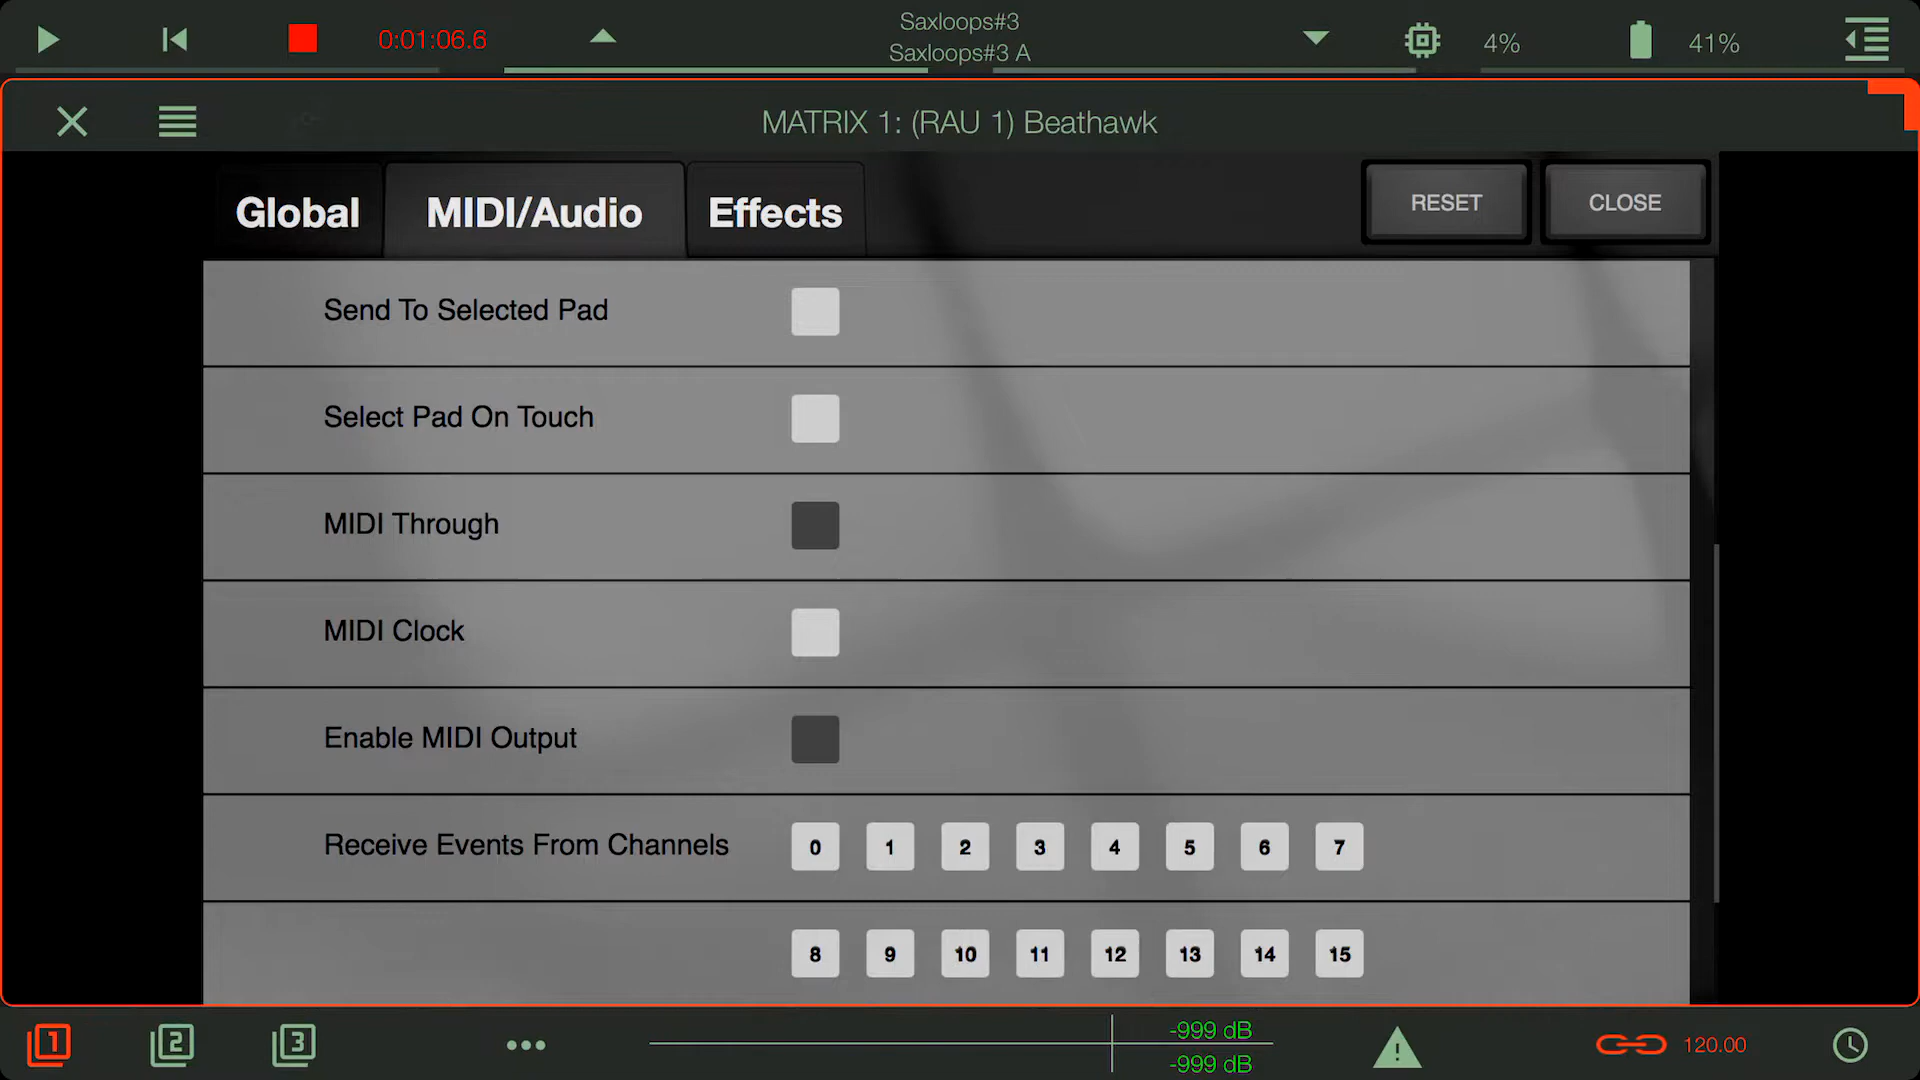 0:01:06.6
Saxloops#3
Saxloops#3 A
4%
41%
MATRIX 1: (RAU 1) Beathawk
Global
MIDI/Audio
Effects
RESET
CLOSE
Send To Selected Pad
Select Pad On Touch
MIDI Through
MIDI Clock
Enable MIDI Output
Receive Events From Channels 0 1 2 3 4 5 6 7
8 9 10 11 12 13 14 15
1
2
3
-999 dB
-999 dB
120.00